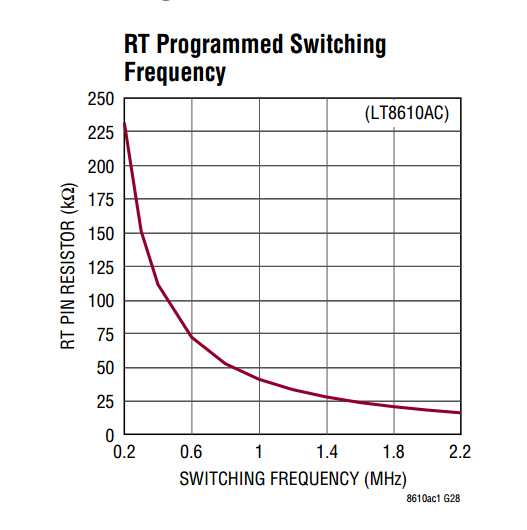 RT Programmed Switching
Frequency
(LT8610AC)
250
225
200
175
150
125
100
75
50
25
0
RT PIN RESISTOR (kΩ)
0.2 0.6 1 1.4 1.8 2.2
SWITCHING FREQUENCY (MHz)
8610ac1 G28